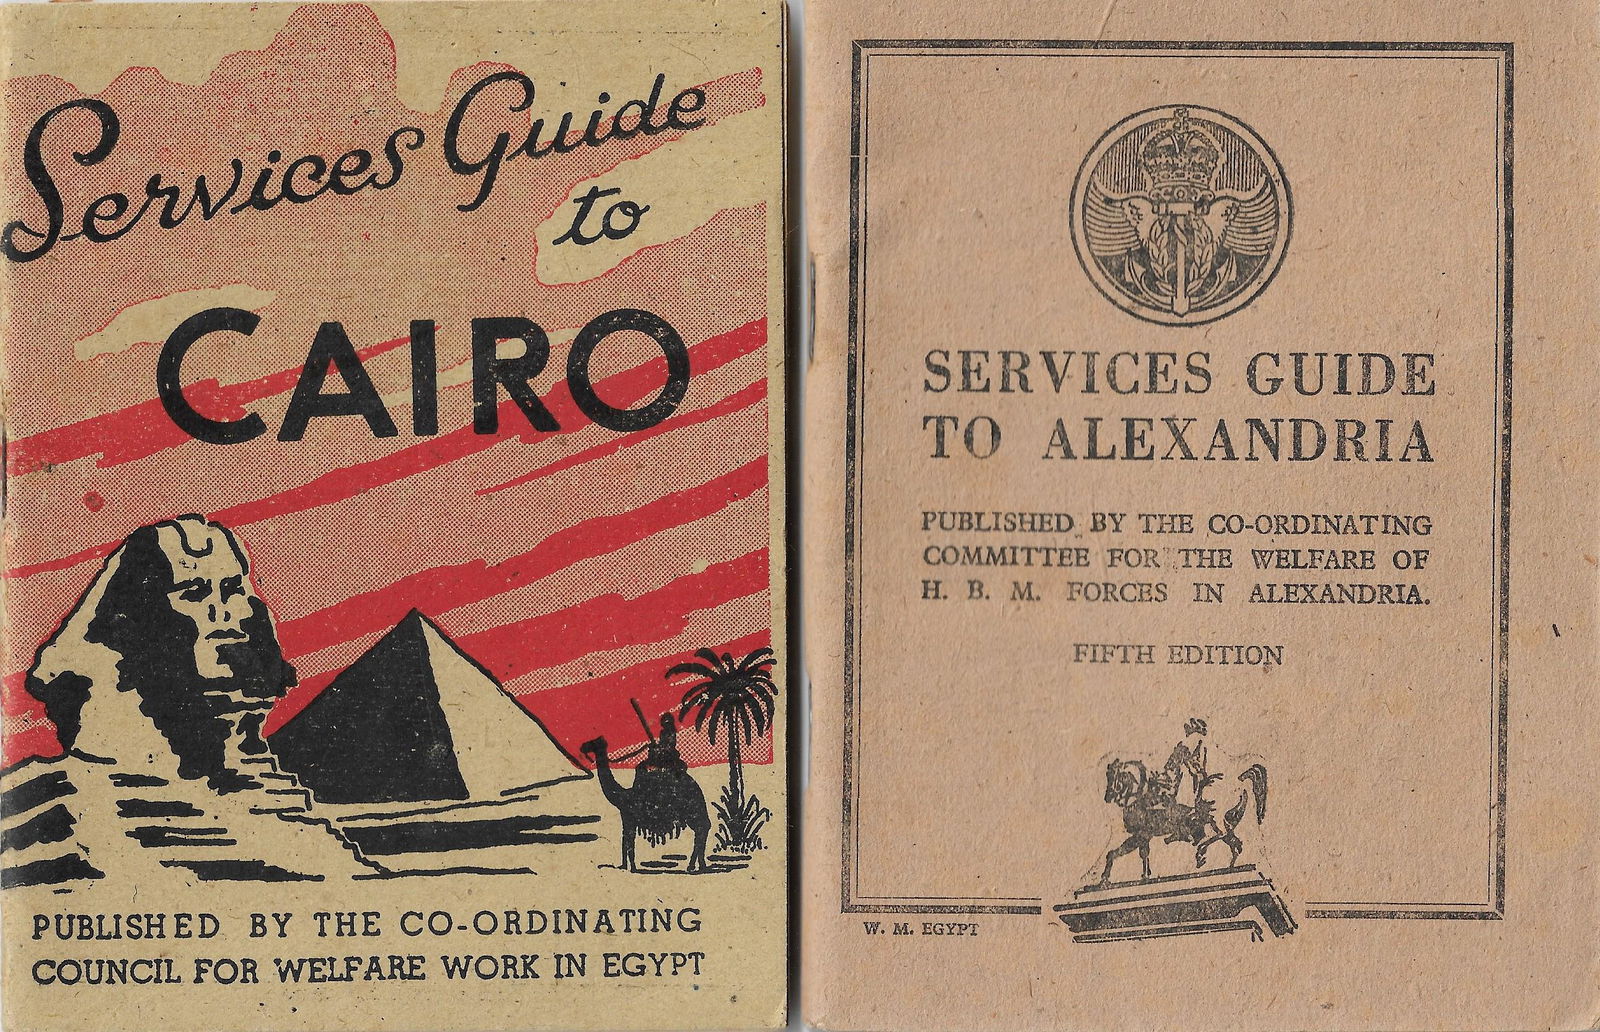 Services Guide
to
CAIRO
PUBLISHED BY THE CO-ORDINATING
COUNCIL FOR WELFARE WORK IN EGYPT
SERVICES GUIDE
TO ALEXANDRIA
PUBLISHED BY THE CO-ORDINATING
COMMITTEE FOR THE WELFARE OF
H. B. M. FORCES IN ALEXANDRIA.
FIFTH EDITION
W. M. EGYPT